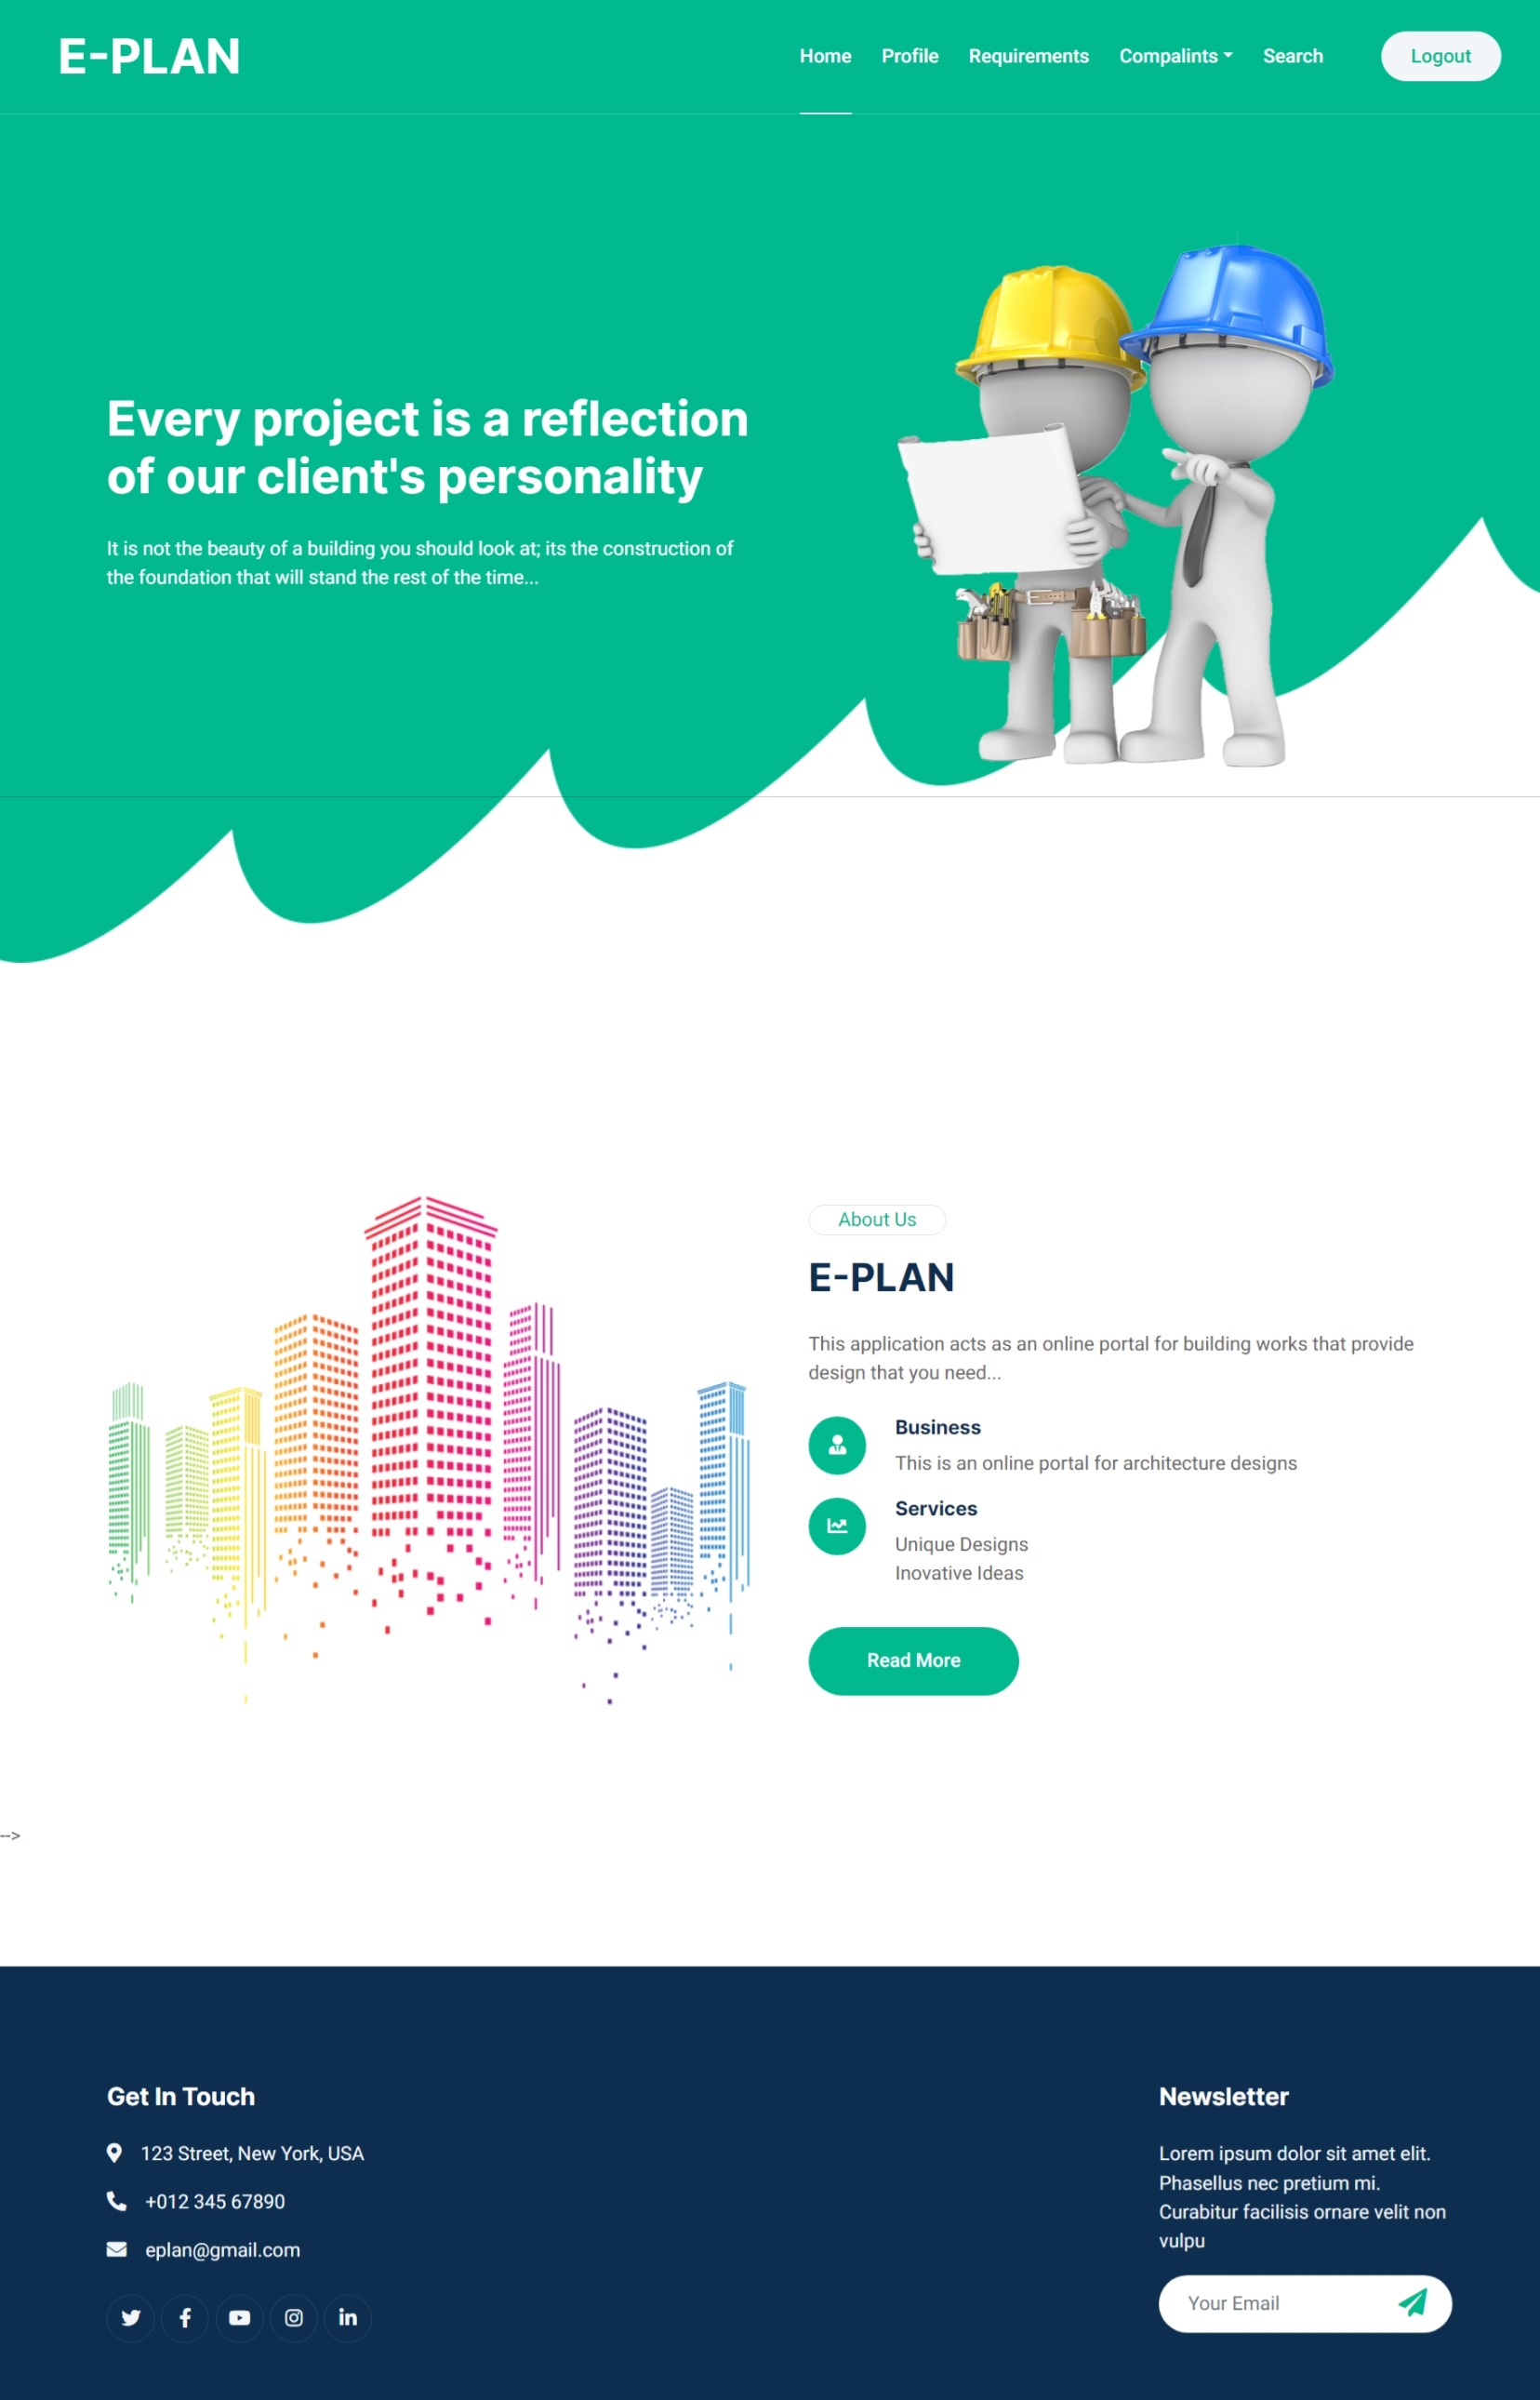 E-PLAN
Home Profile Requirements Compalints Search Logout
Every project is a reflection
of our client's personality
It is not the beauty of a building you should look at; its the construction of
the foundation that will stand the rest of the time...
About Us
E-PLAN
This application acts as an online portal for building works that provide
design that you need...
Business
This is an online portal for architecture designs
Services
Unique Designs
Inovative Ideas
Read More
-->
Get In Touch
123 Street, New York, USA
+012 345 67890
eplan@gmail.com
Newsletter
Lorem ipsum dolor sit amet elit.
Phasellus nec pretium mi.
Curabitur facilisis ornare velit non
vulpu
Your Email